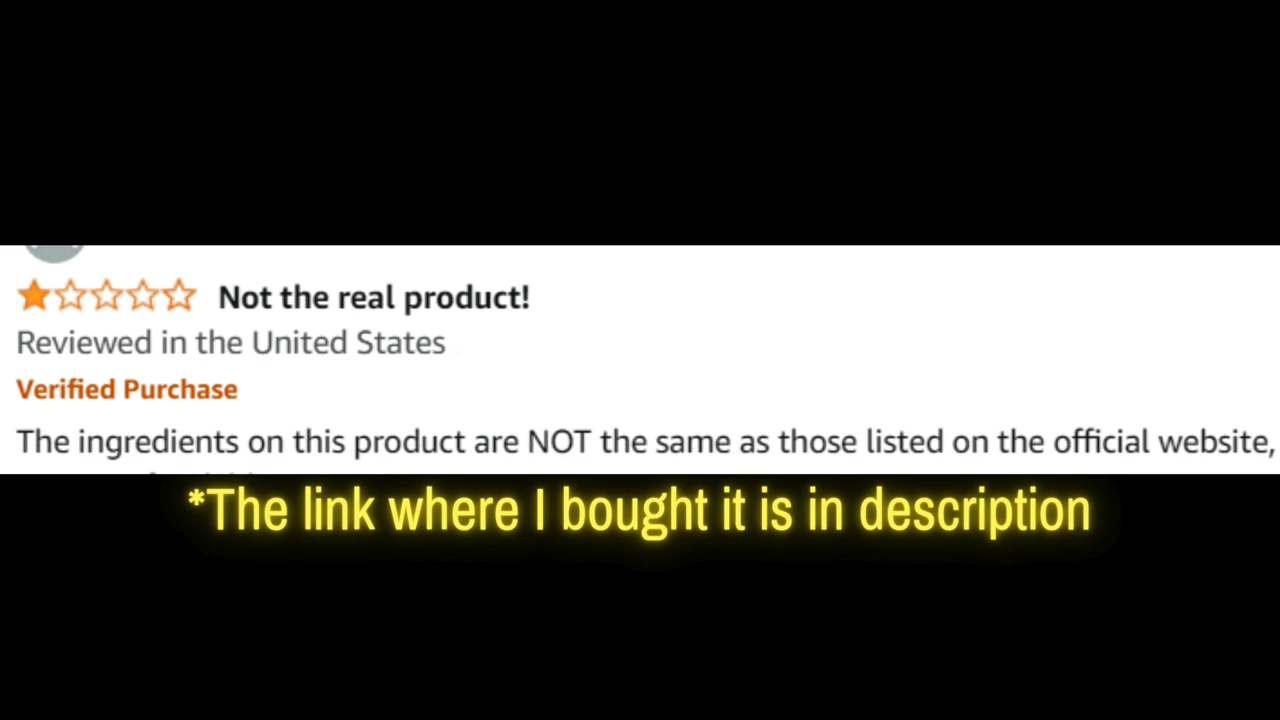 Not the real product!
Reviewed in the United States
Verified Purchase
The ingredients on this product are NOT the same as those listed on the official website,
*The link where I bought it is in description